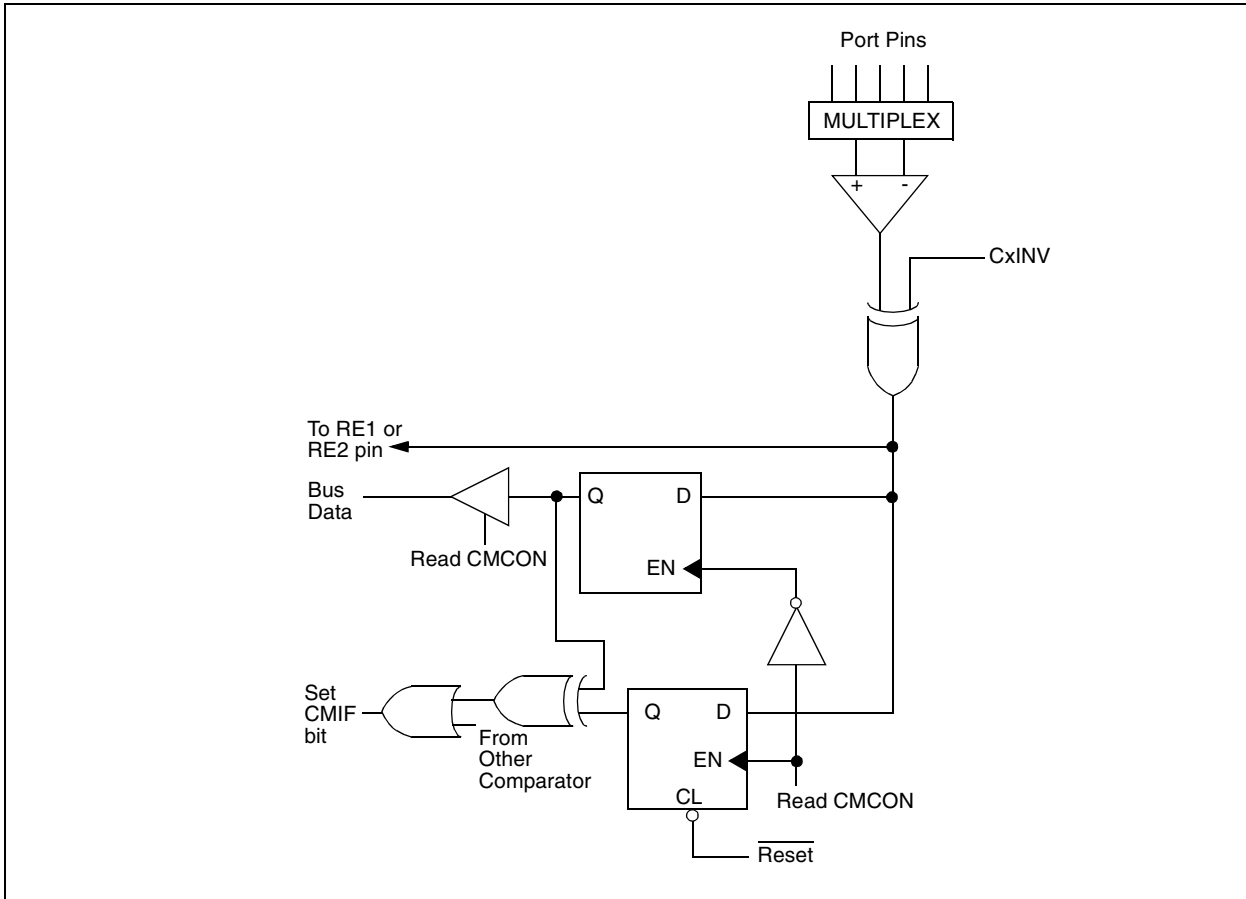 Port Pins
MULTIPLEX
+ -
CxINV
To RE1 or
RE2 pin
Bus
Data
Q D
Read CMCON
EN
Set
CMIF
bit
From
Other
Comparator
Q D
EN
CL
Read CMCON
Reset